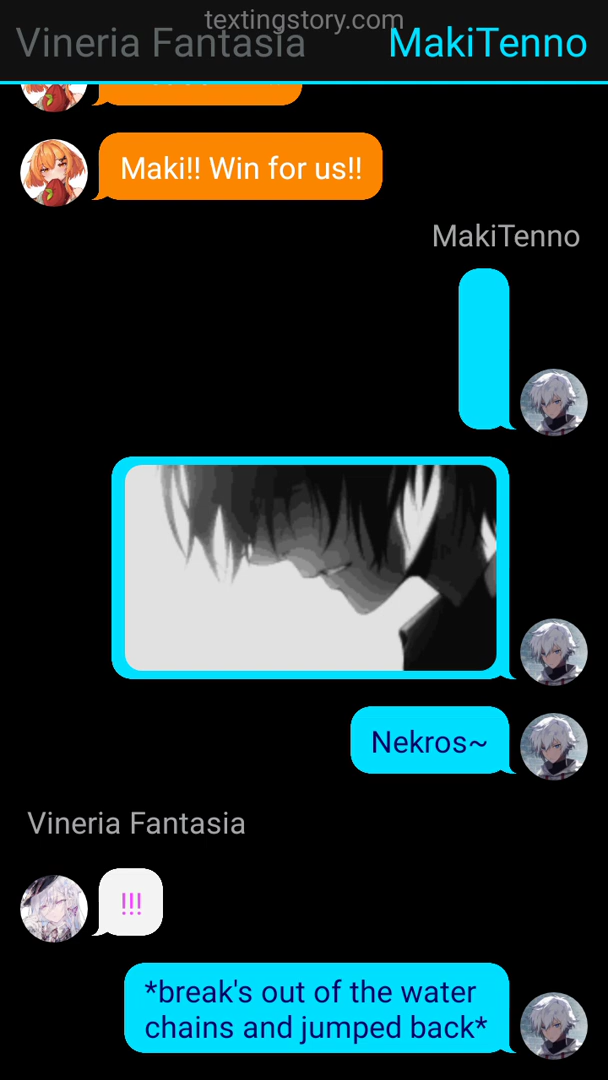 textingstory.com
Vineria Fantasia
MakiTenno
Maki!! Win for us!!
MakiTenno
Nekros~
Vineria Fantasia
!!!
*break's out of the water
chains and jumped back*